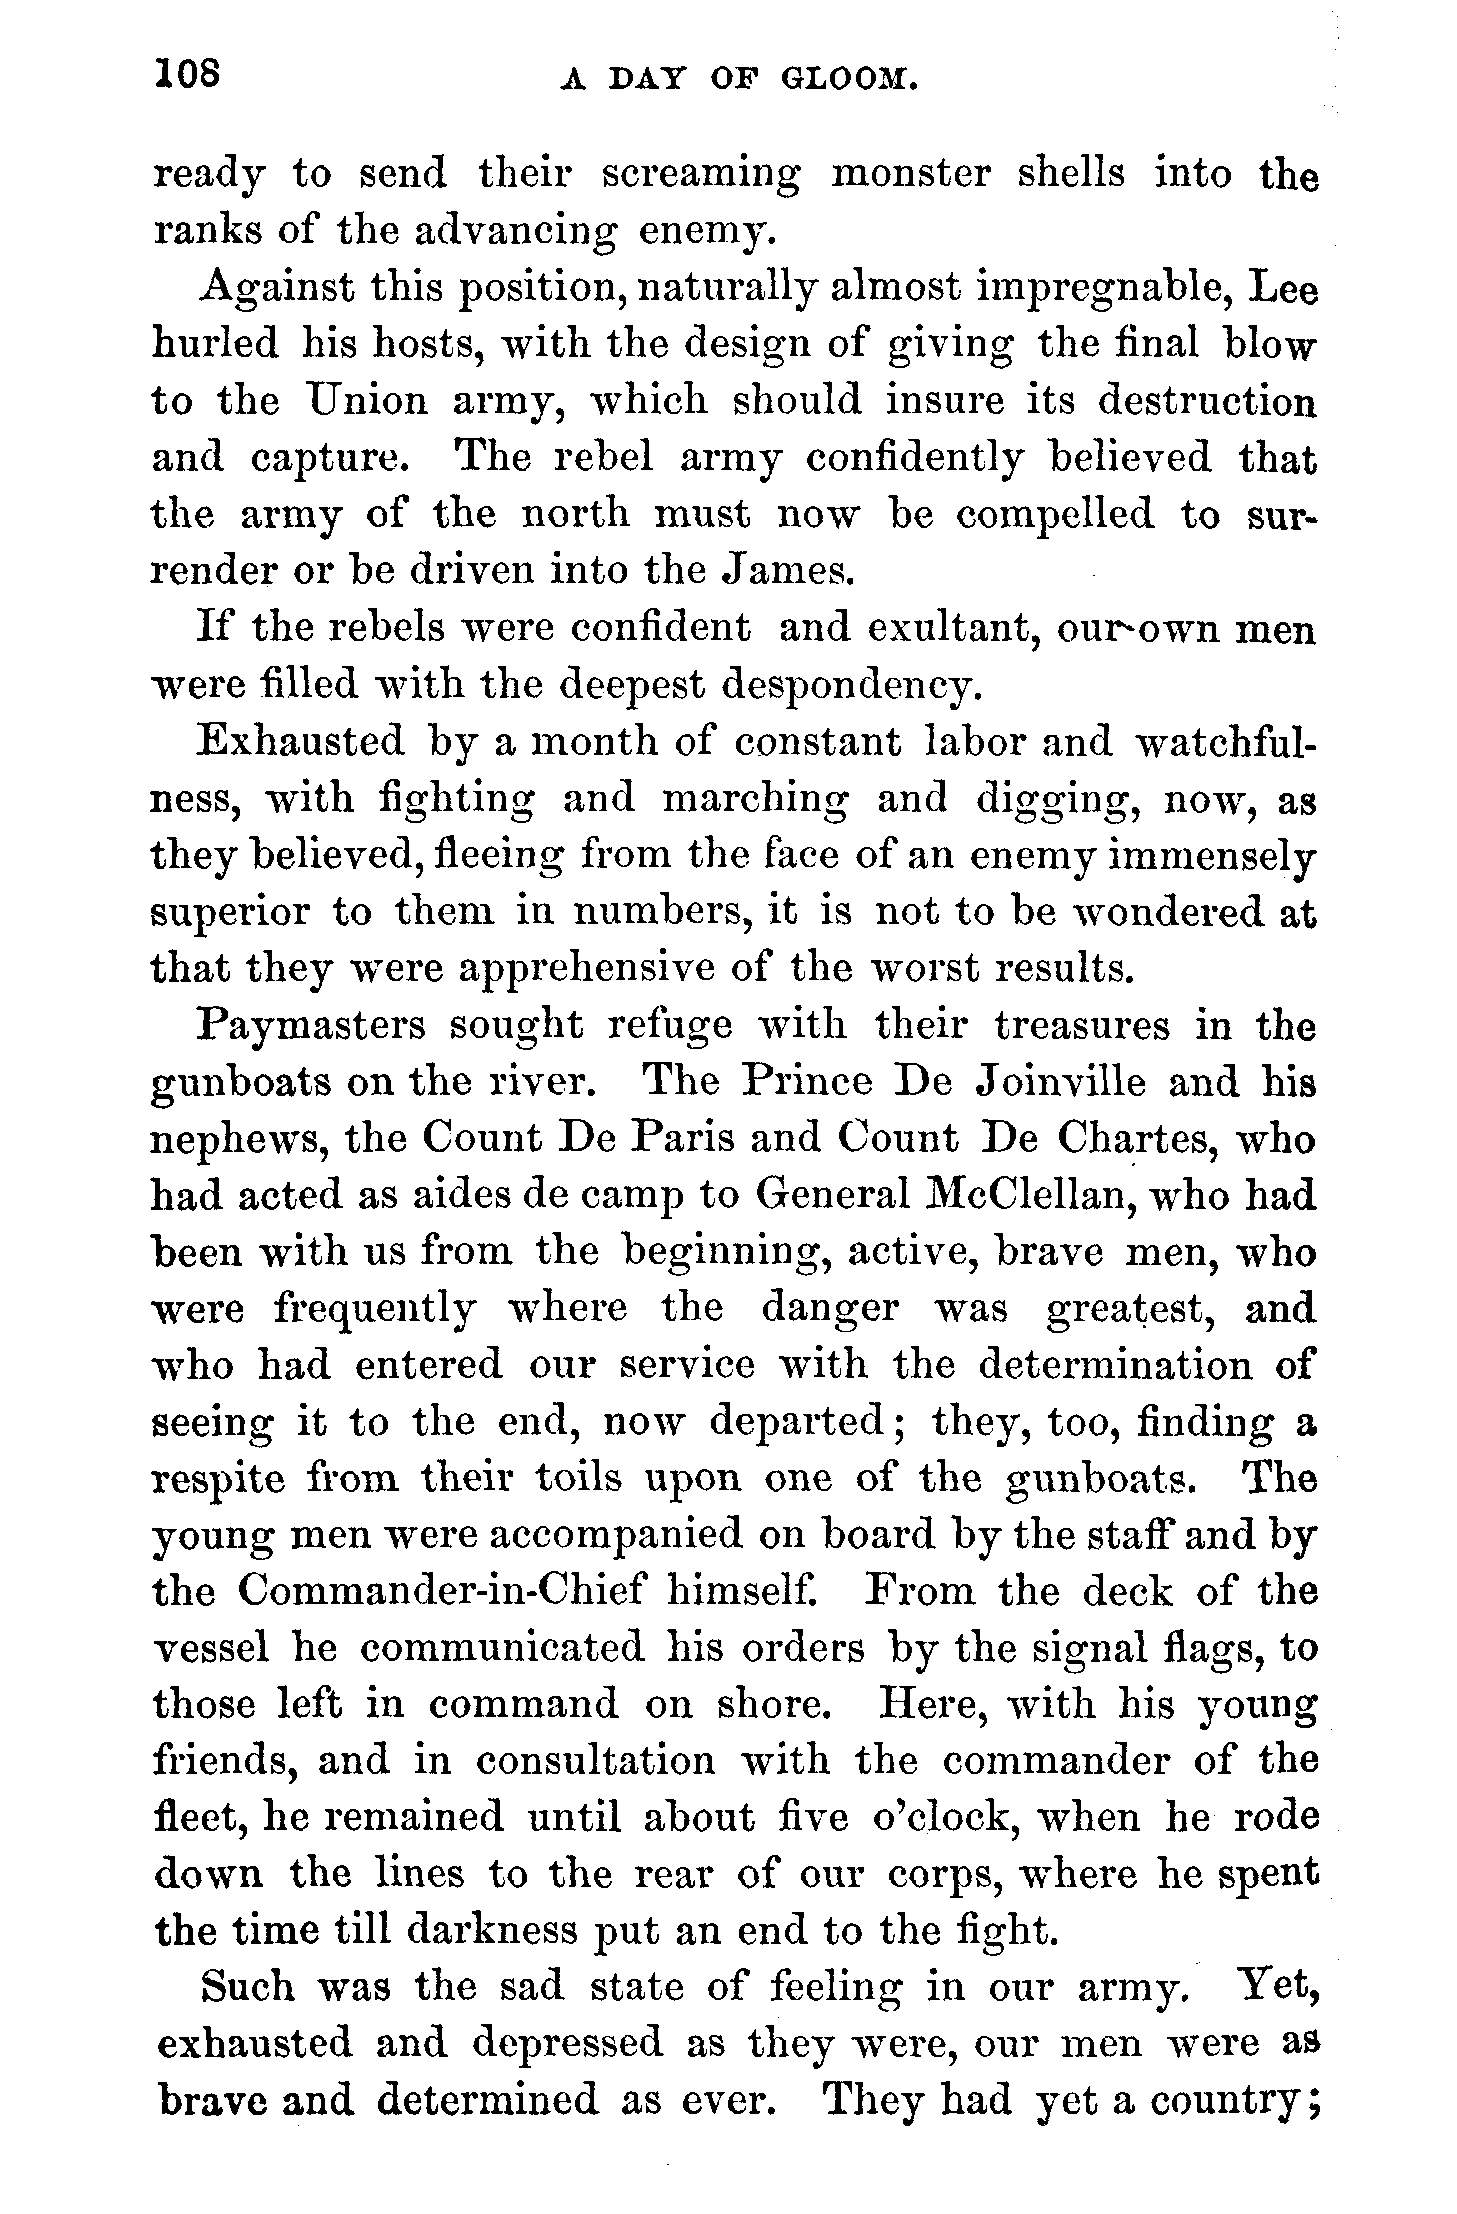 108 A DAY OF GLOOM.
ready to send their screaming monster shells into the
ranks of the advancing enemy.
Against this position, naturally almost impregnable, Lee
hurled his hosts, with the design of giving the final blow
to the Union army, which should insure its destruction
and capture. The rebel army confidently believed that
the army of the north must now be compelled to sur-
render or be driven into the James.
If the rebels were confident and exultant, our own men
were filled with the deepest despondency.
Exhausted by a month of constant labor and watchful-
ness, with fighting and marching and digging, now, as
they believed, fleeing from the face of an enemy immensely
superior to them in numbers, it is not to be wondered at
that they were apprehensive of the worst results.
Paymasters sought refuge with their treasures in the
gunboats on the river. The Prince De Joinville and his
nephews, the Count De Paris and Count De Chartes, who
had acted as aides de camp to General McClellan, who had
been with us from the beginning, active, brave men, who
were frequently where the danger was greatest, and
who had entered our service with the determination of
seeing it to the end, now departed; they, too, finding a
respite from their toils upon one of the gunboats. The
young men were accompanied on board by the staff and by
the Commander-in-Chief himself. From the deck of the
vessel he communicated his orders by the signal flags, to
those left in command on shore. Here, with his young
friends, and in consultation with the commander of the
fleet, he remained until about five o'clock, when he rode
down the lines to the rear of our corps, where he spent
the time till darkness put an end to the fight.
Such was the sad state of feeling in our army. Yet,
exhausted and depressed as they were, our men were as
brave and determined as ever. They had yet a country;